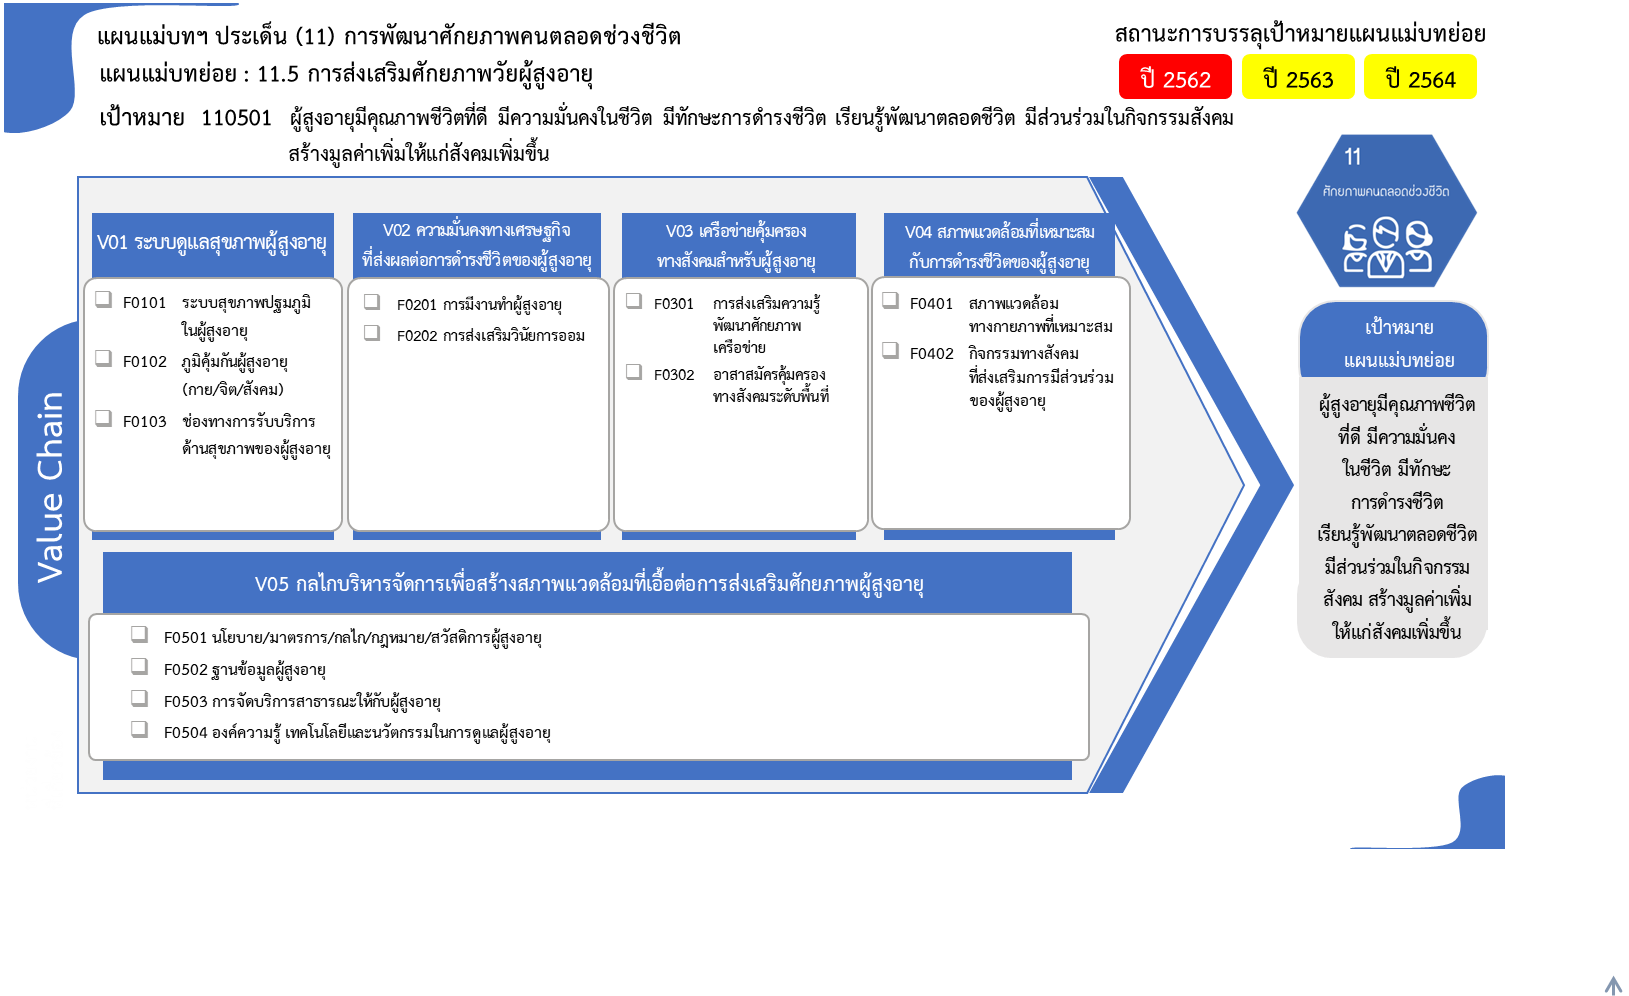 แผนแม่บทฯ ประเด็น (11) การพัฒนาศักยภาพคนตลอดช่วงชีวิต
แผนแม่บทย่อย : 11.5 การส่งเสริมศักยภาพวัยผู้สูงอายุ
เป้าหมาย 110501 ผู้สูงอายุมีคุณภาพชีวิตที่ดี มีความมั่นคงในชีวิต มีทักษะการดำรงชีวิต เรียนรู้พัฒนาตลอดชีวิต มีส่วนร่วมในกิจกรรมสังคม
สร้างมูลค่าเพิ่มให้แก่สังคมเพิ่มขึ้น
สถานะการบรรลุเป้าหมายแผนแม่บทย่อย
ปี 2562 ปี 2563 ปี 2564
11
ศักยภาพคนตลอดช่วงชีวิต
Value Chain
V01 ระบบดูแลสุขภาพผู้สูงอายุ
F0101 ระบบสุขภาพปฐมภูมิ
ในผู้สูงอายุ
F0102 ภูมิคุ้มกันผู้สูงอายุ
(กาย/จิต/สังคม)
F0103 ช่องทางการรับบริการ
ด้านสุขภาพของผู้สูงอายุ
V02 ความมั่นคงทางเศรษฐกิจ
ที่ส่งผลต่อการดำรงชีวิตของผู้สูงอายุ
F0201 การมีงานทำผู้สูงอายุ
F0202 การส่งเสริมวินัยการออม
V03 เครือข่ายคุ้มครอง
ทางสังคมสำหรับผู้สูงอายุ
F0301 การส่งเสริมความรู้
พัฒนาศักยภาพ
เครือข่าย
F0302 อาสาสมัครคุ้มครอง
ทางสังคมระดับพื้นที่
V04 สภาพแวดล้อมที่เหมาะสม
กับการดำรงชีวิตของผู้สูงอายุ
F0401 สภาพแวดล้อม
ทางกายภาพที่เหมาะสม
F0402 กิจกรรมทางสังคม
ที่ส่งเสริมการมีส่วนร่วม
ของผู้สูงอายุ
V05 กลไกบริหารจัดการเพื่อสร้างสภาพแวดล้อมที่เอื้อต่อการส่งเสริมศักยภาพผู้สูงอายุ
F0501 นโยบาย/มาตรการ/กลไก/กฎหมาย/สวัสดิการผู้สูงอายุ
F0502 ฐานข้อมูลผู้สูงอายุ
F0503 การจัดบริการสาธารณะให้กับผู้สูงอายุ
F0504 องค์ความรู้ เทคโนโลยีและนวัตกรรมในการดูแลผู้สูงอายุ
เป้าหมาย
แผนแม่บทย่อย
ผู้สูงอายุมีคุณภาพชีวิต
ที่ดี มีความมั่นคง
ในชีวิต มีทักษะ
การดำรงชีวิต
เรียนรู้พัฒนาตลอดชีวิต
มีส่วนร่วมในกิจกรรม
สังคม สร้างมูลค่าเพิ่ม
ให้แก่สังคมเพิ่มขึ้น